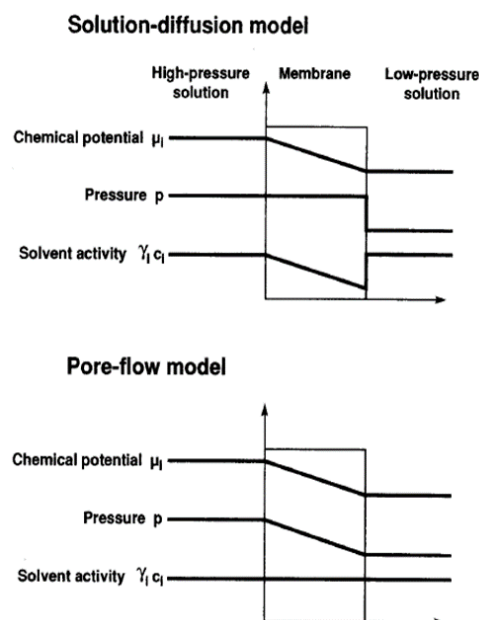 Solution-diffusion model
High-pressure solution
Membrane
Low-pressure solution
Chemical potential μᵢ
Pressure p
Solvent activity γᵢ cᵢ
Pore-flow model
Chemical potential μᵢ
Pressure p
Solvent activity γᵢ cᵢ